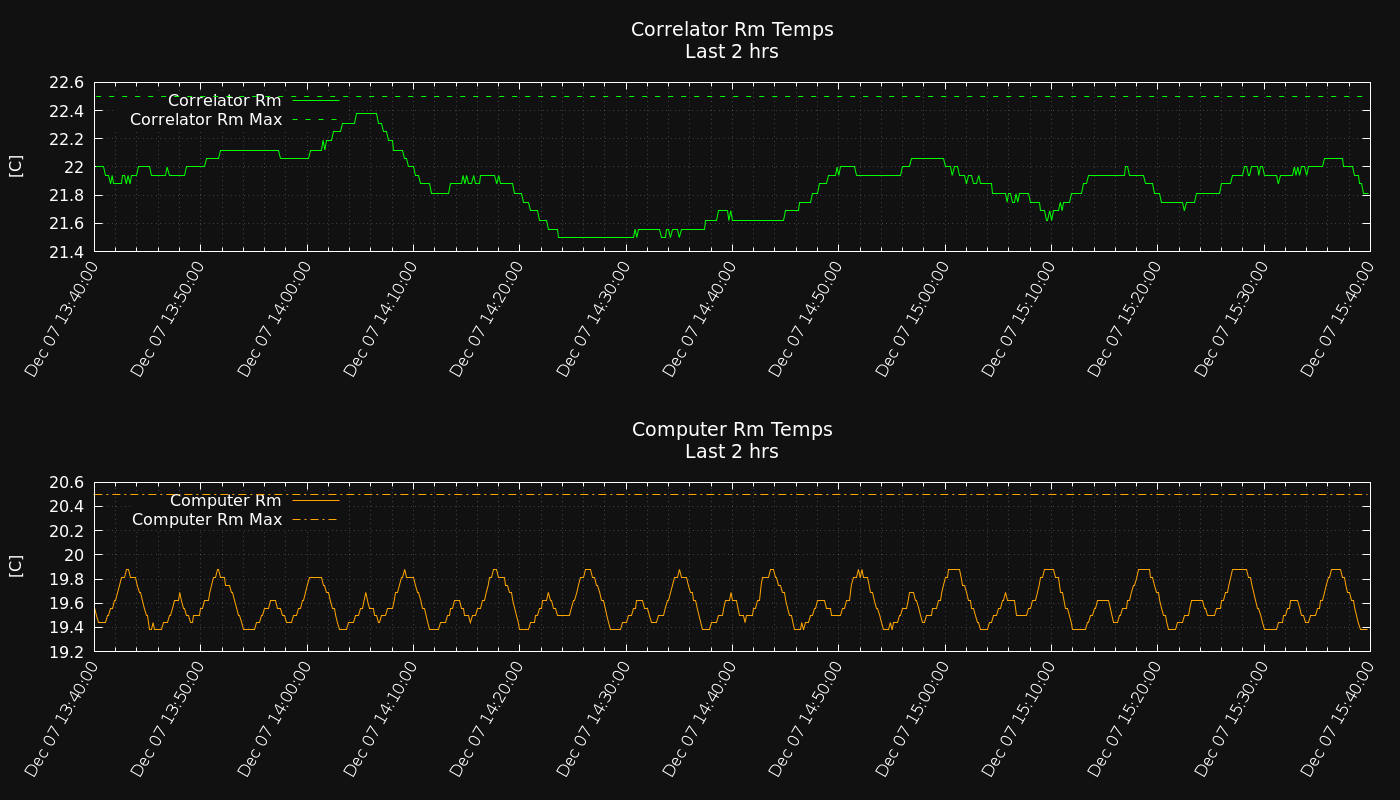 Correlator Rm Temps
Last 2 hrs
22.6
22.4
22.2
22
21.8
21.6
21.4
[C]
Correlator Rm
Correlator Rm Max
Dec 07 13:40:00
Dec 07 13:50:00
Dec 07 14:00:00
Dec 07 14:10:00
Dec 07 14:20:00
Dec 07 14:30:00
Dec 07 14:40:00
Dec 07 14:50:00
Dec 07 15:00:00
Dec 07 15:10:00
Dec 07 15:20:00
Dec 07 15:30:00
Dec 07 15:40:00
Computer Rm Temps
Last 2 hrs
20.6
20.4
20.2
20
19.8
19.6
19.4
19.2
[C]
Computer Rm
Computer Rm Max
Dec 07 13:40:00
Dec 07 13:50:00
Dec 07 14:00:00
Dec 07 14:10:00
Dec 07 14:20:00
Dec 07 14:30:00
Dec 07 14:40:00
Dec 07 14:50:00
Dec 07 15:00:00
Dec 07 15:10:00
Dec 07 15:20:00
Dec 07 15:30:00
Dec 07 15:40:00